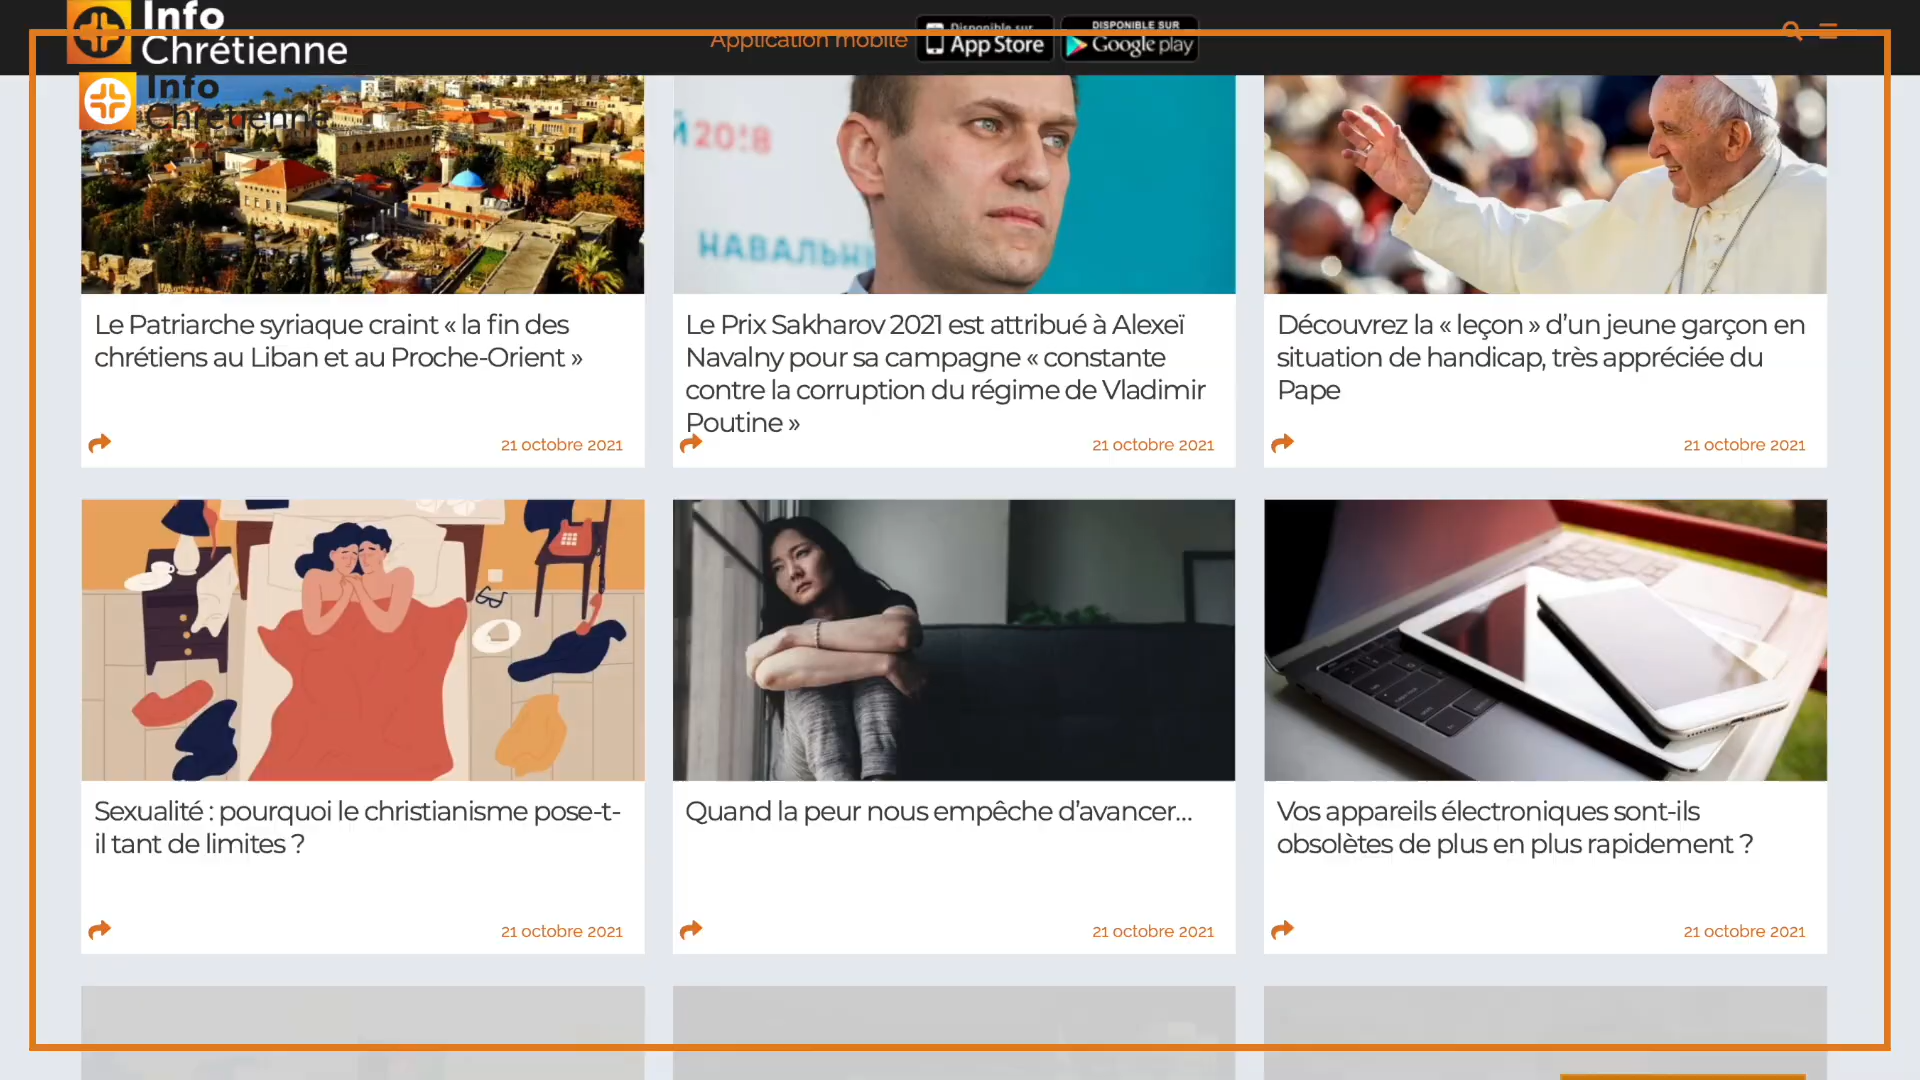 Info
Chrétienne
Application mobile
Disponible sur
App Store
DISPONIBLE SUR
Google play
Info
Chrétienne
Й 20!8
НАВАЛЬН
Le Patriarche syriaque craint « la fin des
chrétiens au Liban et au Proche-Orient »
21 octobre 2021
Le Prix Sakharov 2021 est attribué à Alexeï
Navalny pour sa campagne « constante
contre la corruption du régime de Vladimir
Poutine »
21 octobre 2021
Découvrez la « leçon » d’un jeune garçon en
situation de handicap, très appréciée du
Pape
21 octobre 2021
Sexualité : pourquoi le christianisme pose-t-
il tant de limites ?
21 octobre 2021
Quand la peur nous empêche d’avancer…
21 octobre 2021
Vos appareils électroniques sont-ils
obsolètes de plus en plus rapidement ?
21 octobre 2021